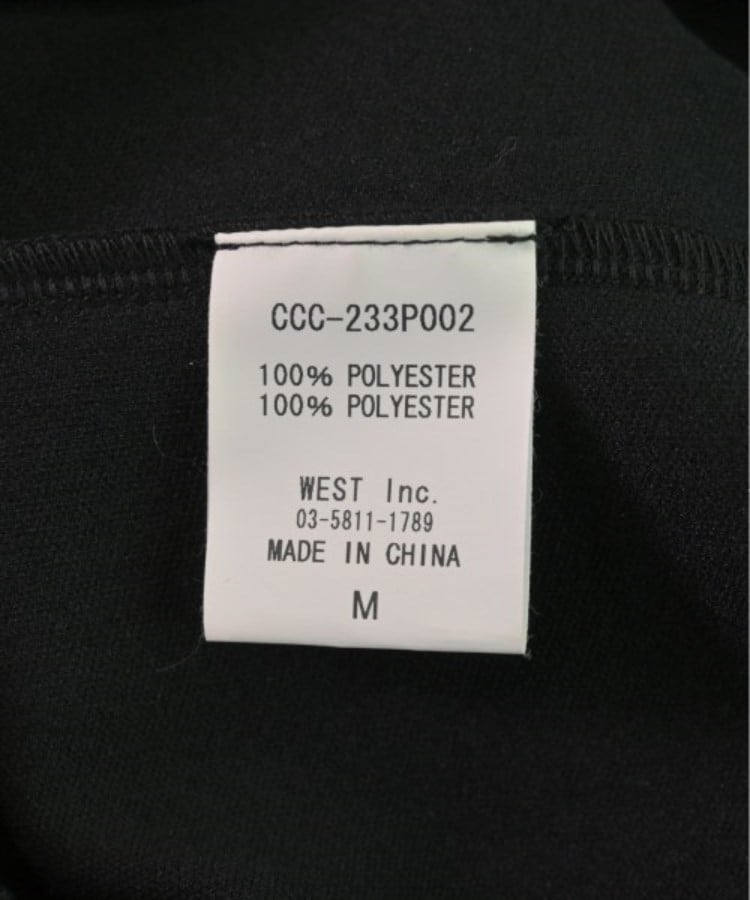 CCC-233P002
100% POLYESTER
100% POLYESTER
WEST Inc.
03-5811-1789
MADE IN CHINA
M